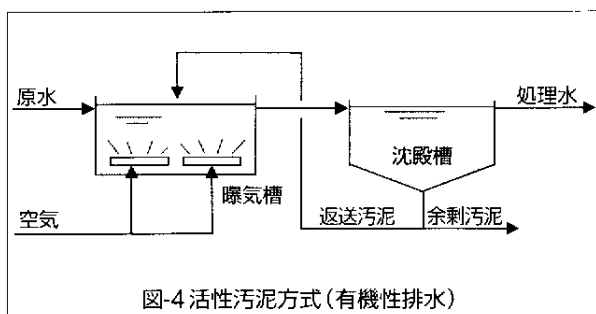 原水
処理水
沈殿槽
曝気槽
空気
返送汚泥
余剰汚泥
図-4 活性汚泥方式(有機性排水)